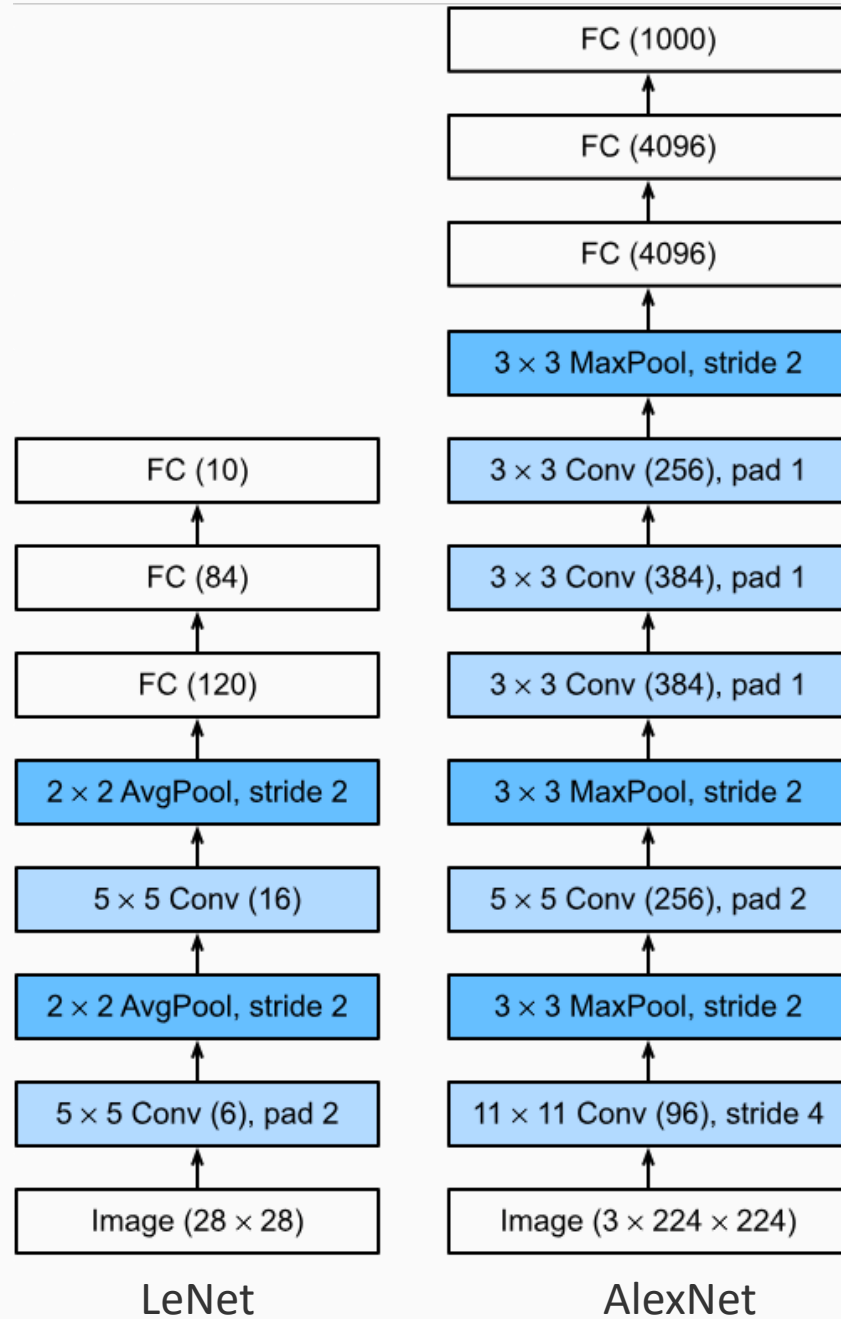 FC (10)
FC (84)
FC (120)
2 × 2 AvgPool, stride 2
5 × 5 Conv (16)
2 × 2 AvgPool, stride 2
5 × 5 Conv (6), pad 2
Image (28 × 28)
LeNet
FC (1000)
FC (4096)
FC (4096)
3 × 3 MaxPool, stride 2
3 × 3 Conv (256), pad 1
3 × 3 Conv (384), pad 1
3 × 3 Conv (384), pad 1
3 × 3 MaxPool, stride 2
5 × 5 Conv (256), pad 2
3 × 3 MaxPool, stride 2
11 × 11 Conv (96), stride 4
Image (3 × 224 × 224)
AlexNet